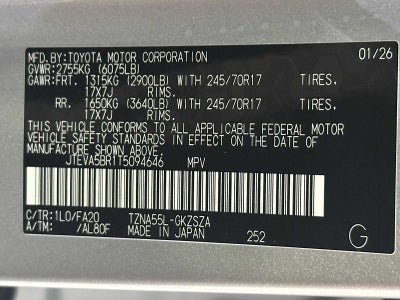 MFD.BY:TOYOTA MOTOR CORPORATION 01/26
GVWR:2755KG (6075LB)
GAWR:FRT. 1315KG (2900LB) WITH 245/70R17 TIRES.
17X7J RIMS.
RR. 1650KG (3640LB) WITH 245/70R17 TIRES.
17X7J RIMS.
THIS VEHICLE CONFORMS TO ALL APPLICABLE FEDERAL MOTOR
VEHICLE SAFETY STANDARDS IN EFFECT ON THE DATE OF
MANUFACTURE SHOWN ABOVE.
JTEVA5BR1T5094646 MPV
C/TR:1L0/FA20 TZNA55L-GKZSZA
A/TM: /AL80F MADE IN JAPAN 252 G